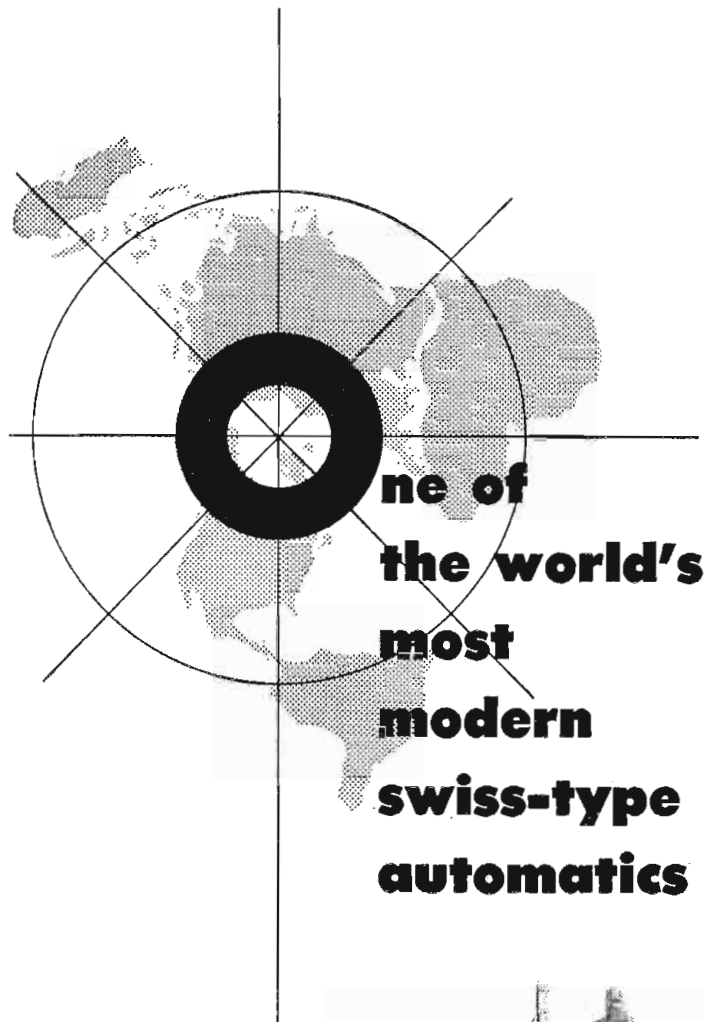 One of
the world's
most
modern
swiss-type
automatics